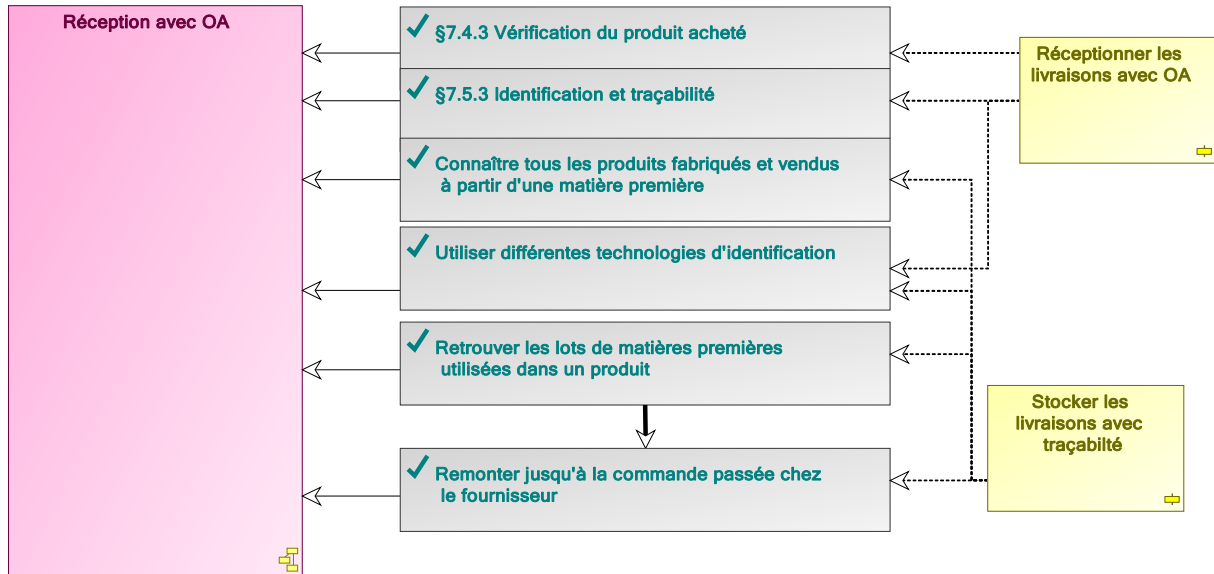 Réception avec OA
§7.4.3 Vérification du produit acheté
§7.5.3 Identification et traçabilité
Connaître tous les produits fabriqués et vendus
à partir d'une matière première
Utiliser différentes technologies d'identification
Retrouver les lots de matières premières
utilisées dans un produit
Remonter jusqu'à la commande passée chez
le fournisseur
Réceptionner les
livraisons avec OA
Stocker les
livraisons avec
traçabilté